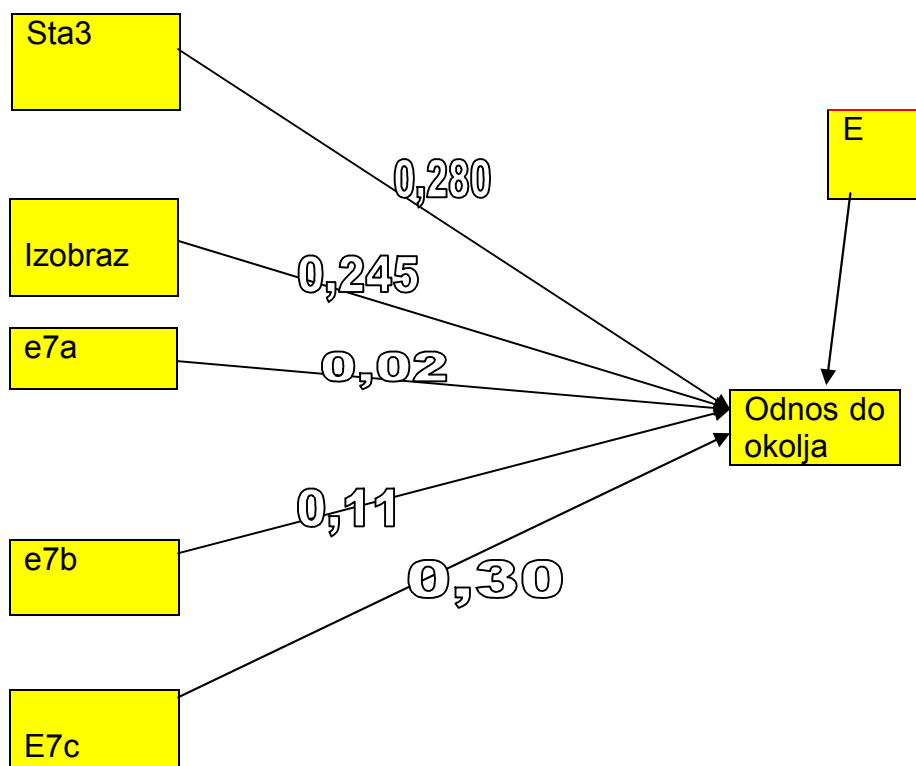 Sta3
E
0,280
Izobraz
0,245
e7a
0,02
Odnos do
okolja
0,11
e7b
0,30
E7c